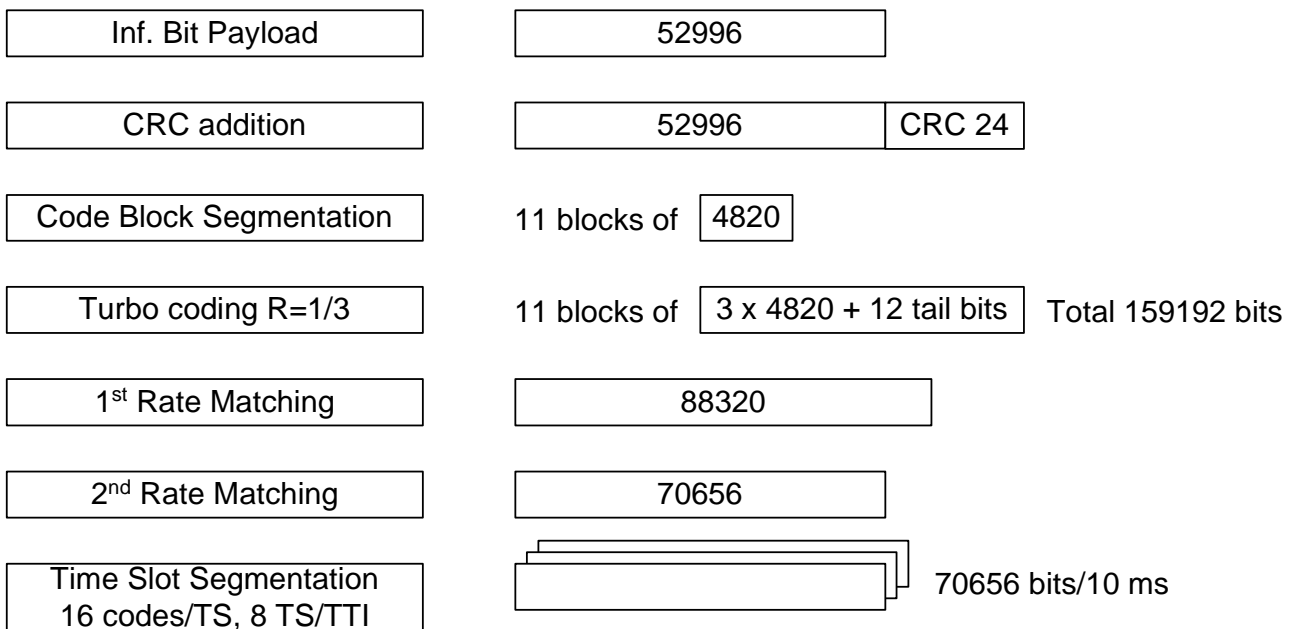 Inf. Bit Payload 52996
CRC addition 52996 CRC 24
Code Block Segmentation 11 blocks of 4820
Turbo coding R=1/3 11 blocks of 3 x 4820 + 12 tail bits Total 159192 bits
1st Rate Matching 88320
2nd Rate Matching 70656
Time Slot Segmentation
16 codes/TS, 8 TS/TTI
70656 bits/10 ms